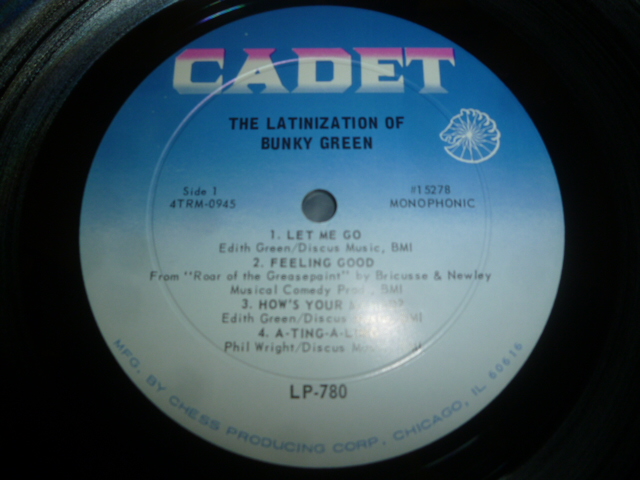 CADET
THE LATINIZATION OF
BUNKY GREEN
Side 1
4TRM-0945
#15278
MONOPHONIC
1. LET ME GO
Edith Green/Discus Music, BMI
2. FEELING GOOD
From "Roar of the Greasepaint" by Bricusse & Newley
Musical Comedy BMI
3. HOW'S YOUR
Edith Green/Discus
4.
Phil Wright/Discus
LP-780
MFG. BY CHESS PRODUCING CORP., CHICAGO, IL 60616